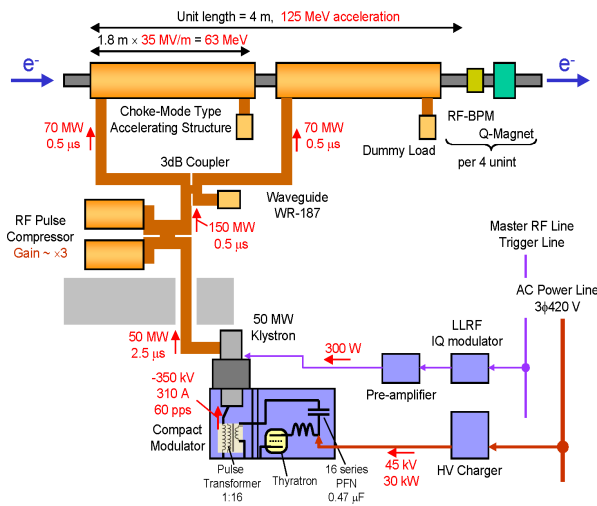 Unit length = 4 m, 125 MeV acceleration
1.8 m × 35 MV/m = 63 MeV
e-
e-
Choke-Mode Type
Accelerating Structure
RF-BPM
Q-Magnet
per 4 unint
Dummy Load
70 MW
0.5 μs
70 MW
0.5 μs
3dB Coupler
Waveguide
WR-187
RF Pulse
Compressor
Gain ~ ×3
150 MW
0.5 μs
Master RF Line
Trigger Line
AC Power Line
3ϕ420 V
50 MW
Klystron
50 MW
2.5 μs
300 W
LLRF
IQ modulator
Pre-amplifier
-350 kV
310 A
60 pps
Compact
Modulator
Pulse
Transformer
1:16
Thyratron
16 series
PFN
0.47 μF
45 kV
30 kW
HV Charger